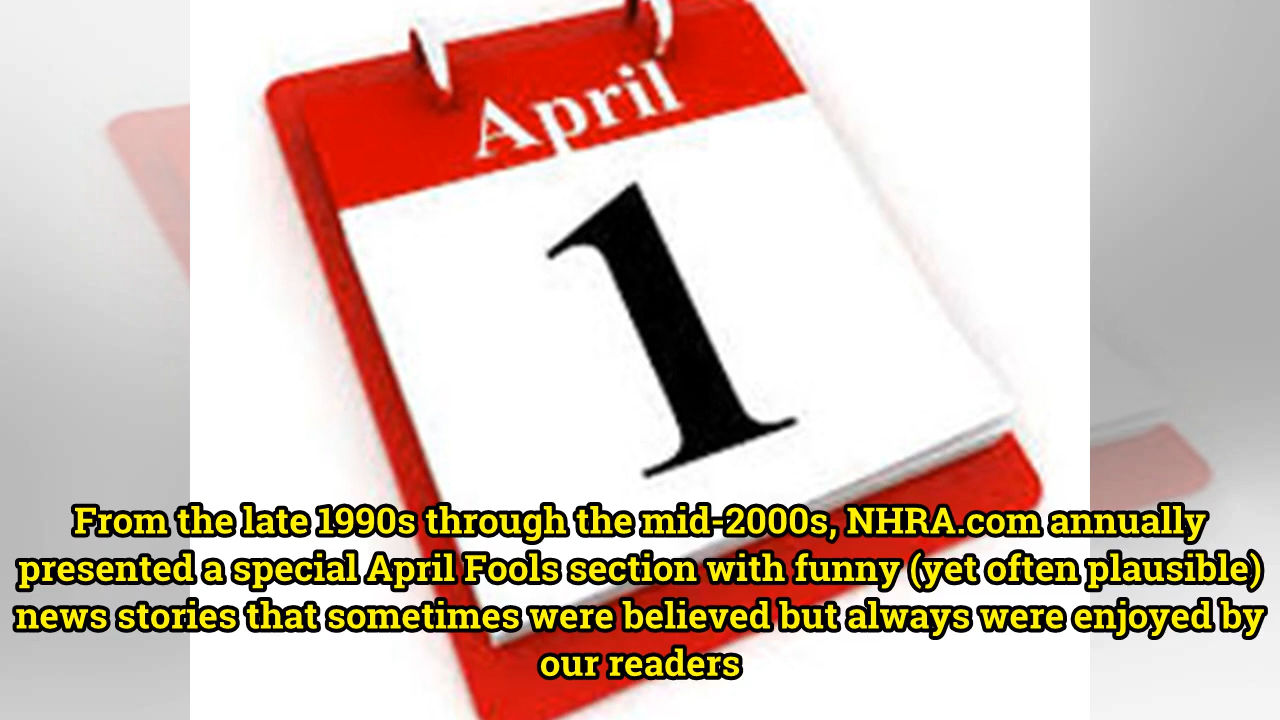 April
1
From the late 1990s through the mid-2000s, NHRA.com annually
presented a special April Fools section with funny (yet often plausible)
news stories that sometimes were believed but always were enjoyed by
our readers